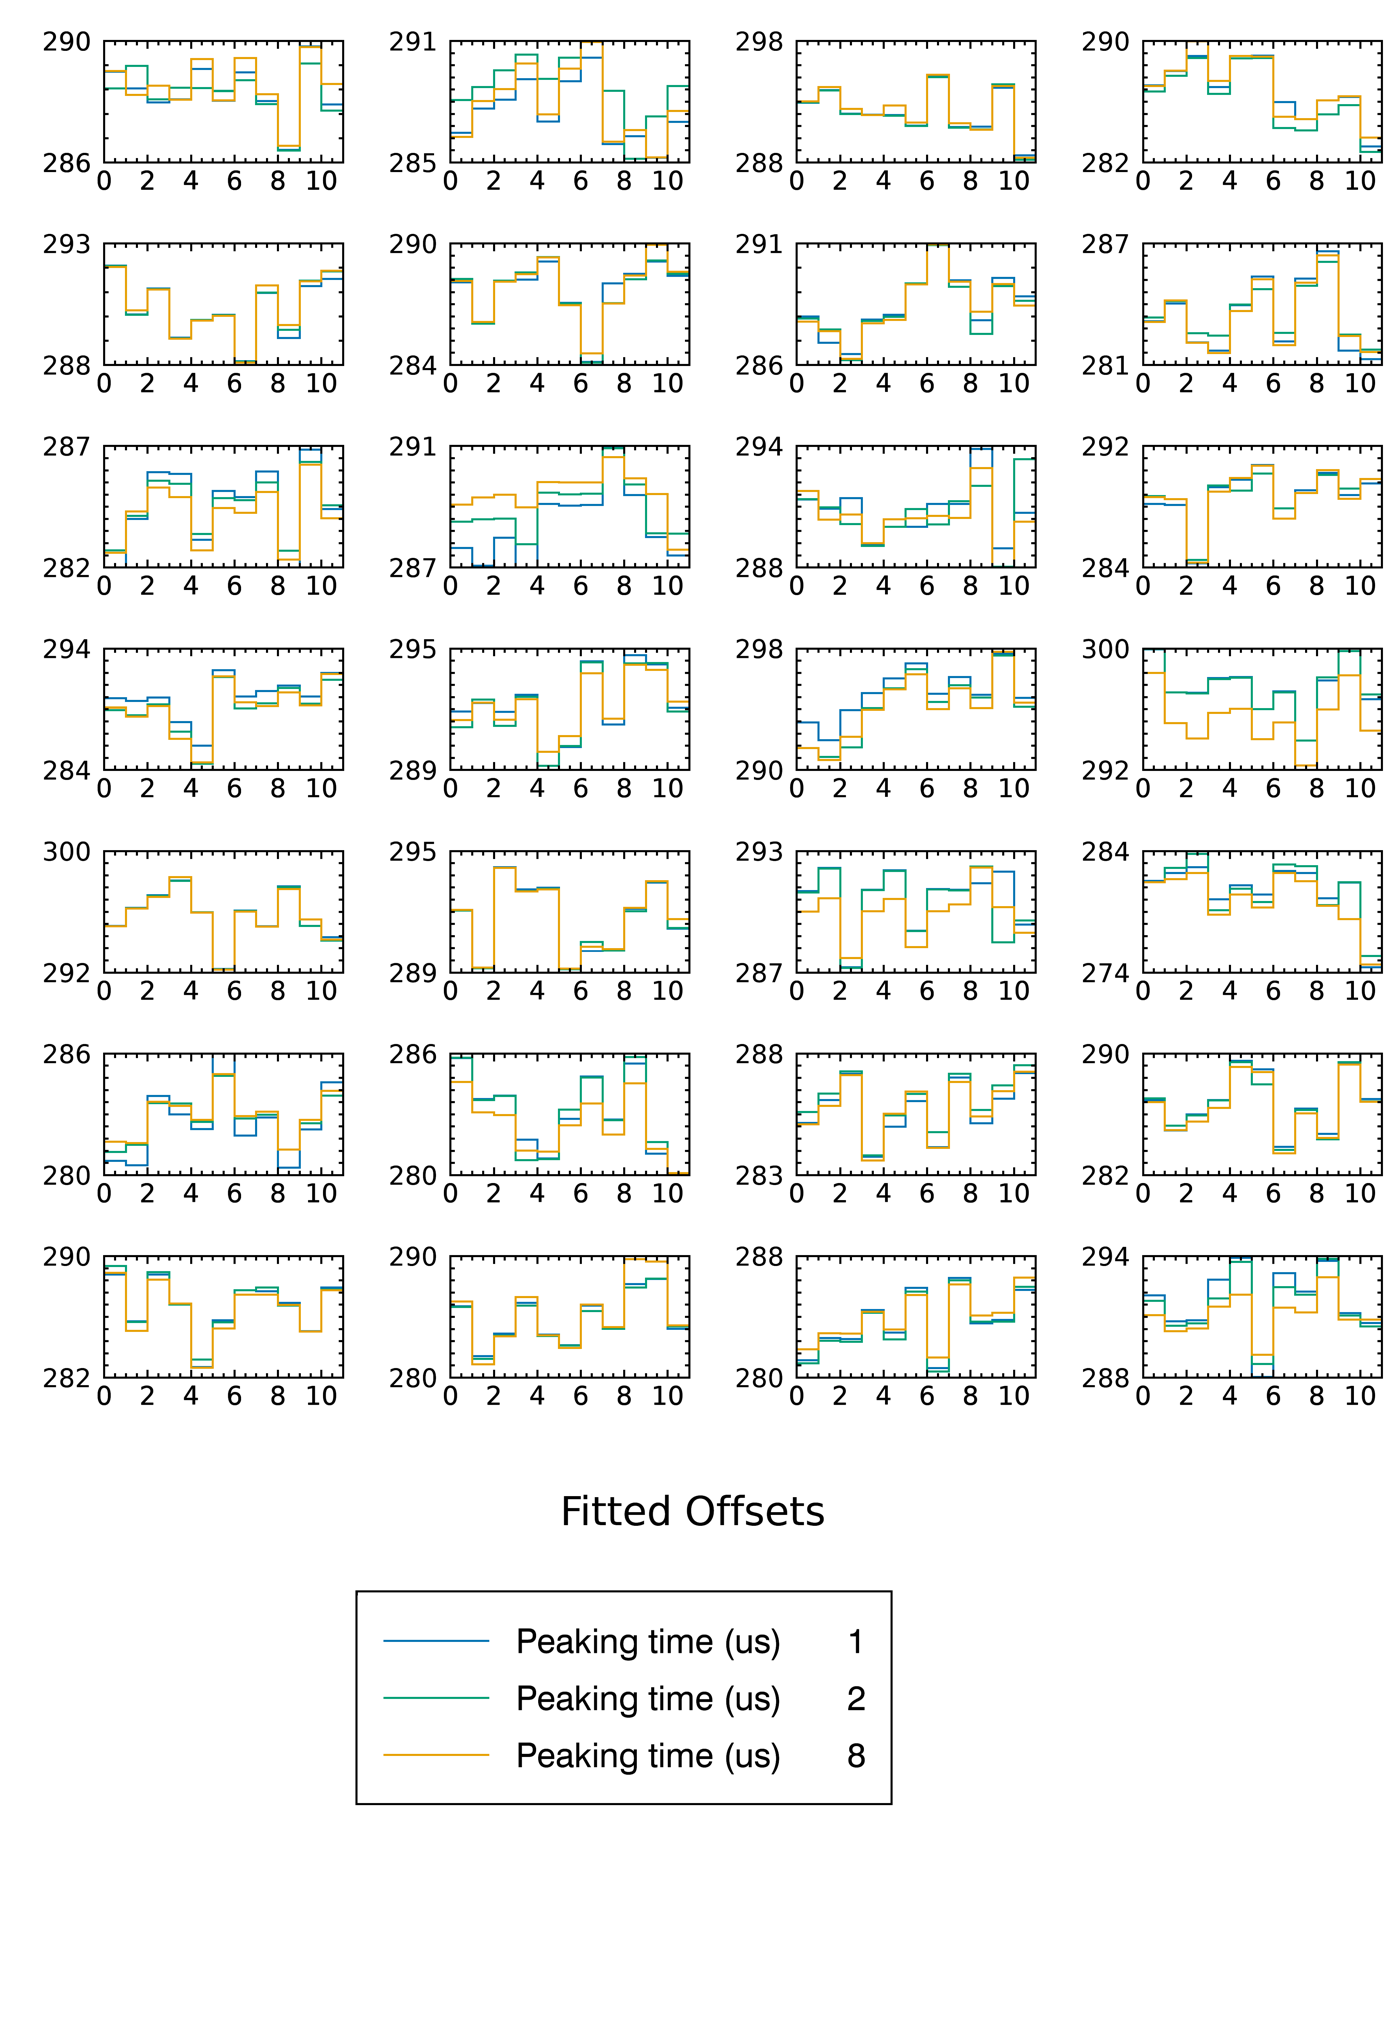 290 291 298 290
286 285 288 282
0 2 4 6 8 10 0 2 4 6 8 10 0 2 4 6 8 10 0 2 4 6 8 10
293 290 291 287
288 284 286 281
0 2 4 6 8 10 0 2 4 6 8 10 0 2 4 6 8 10 0 2 4 6 8 10
287 291 294 292
282 287 288 284
0 2 4 6 8 10 0 2 4 6 8 10 0 2 4 6 8 10 0 2 4 6 8 10
294 295 298 300
284 289 290 292
0 2 4 6 8 10 0 2 4 6 8 10 0 2 4 6 8 10 0 2 4 6 8 10
300 295 293 284
292 289 287 274
0 2 4 6 8 10 0 2 4 6 8 10 0 2 4 6 8 10 0 2 4 6 8 10
286 286 288 290
280 280 283 282
0 2 4 6 8 10 0 2 4 6 8 10 0 2 4 6 8 10 0 2 4 6 8 10
290 290 288 294
282 280 280 288
0 2 4 6 8 10 0 2 4 6 8 10 0 2 4 6 8 10 0 2 4 6 8 10
Fitted Offsets
Peaking time (us) 1
Peaking time (us) 2
Peaking time (us) 8